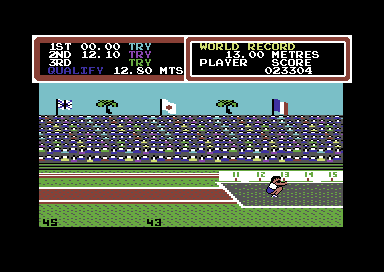 1ST 00.00 TRY
2ND 12.10 TRY
3RD TRY
QUALIFY 12.80 MTS
WORLD RECORD
13.00 METRES
PLAYER SCORE
023304
11 12 13 14 15
45 43